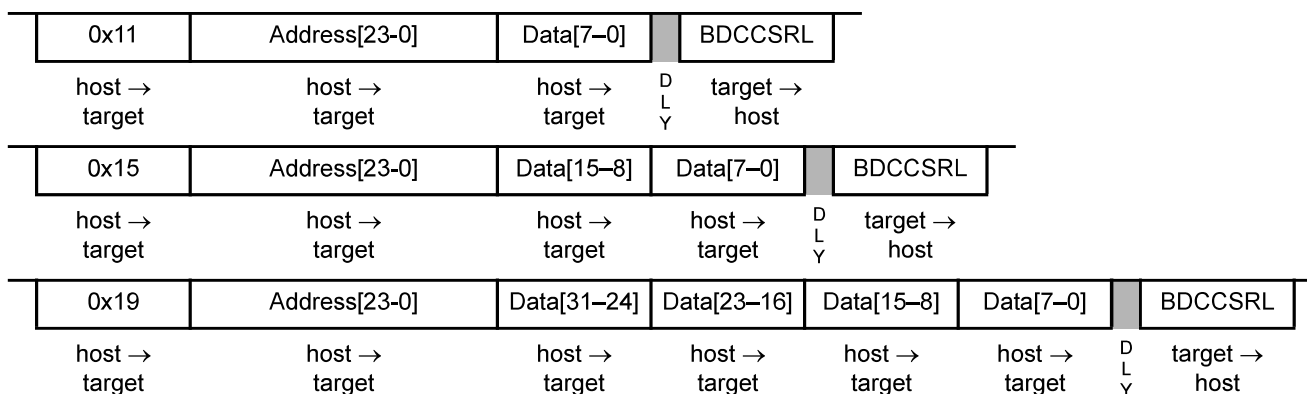 0x11 Address[23-0] Data[7–0] BDCCSRL
host → host → host → D target →
target target target L host
Y
0x15 Address[23-0] Data[15–8] Data[7–0] BDCCSRL
host → host → host → host → D target →
target target target target L host
Y
0x19 Address[23-0] Data[31–24] Data[23–16] Data[15–8] Data[7–0] BDCCSRL
host → host → host → host → host → host → D target →
target target target target target target L host
Y